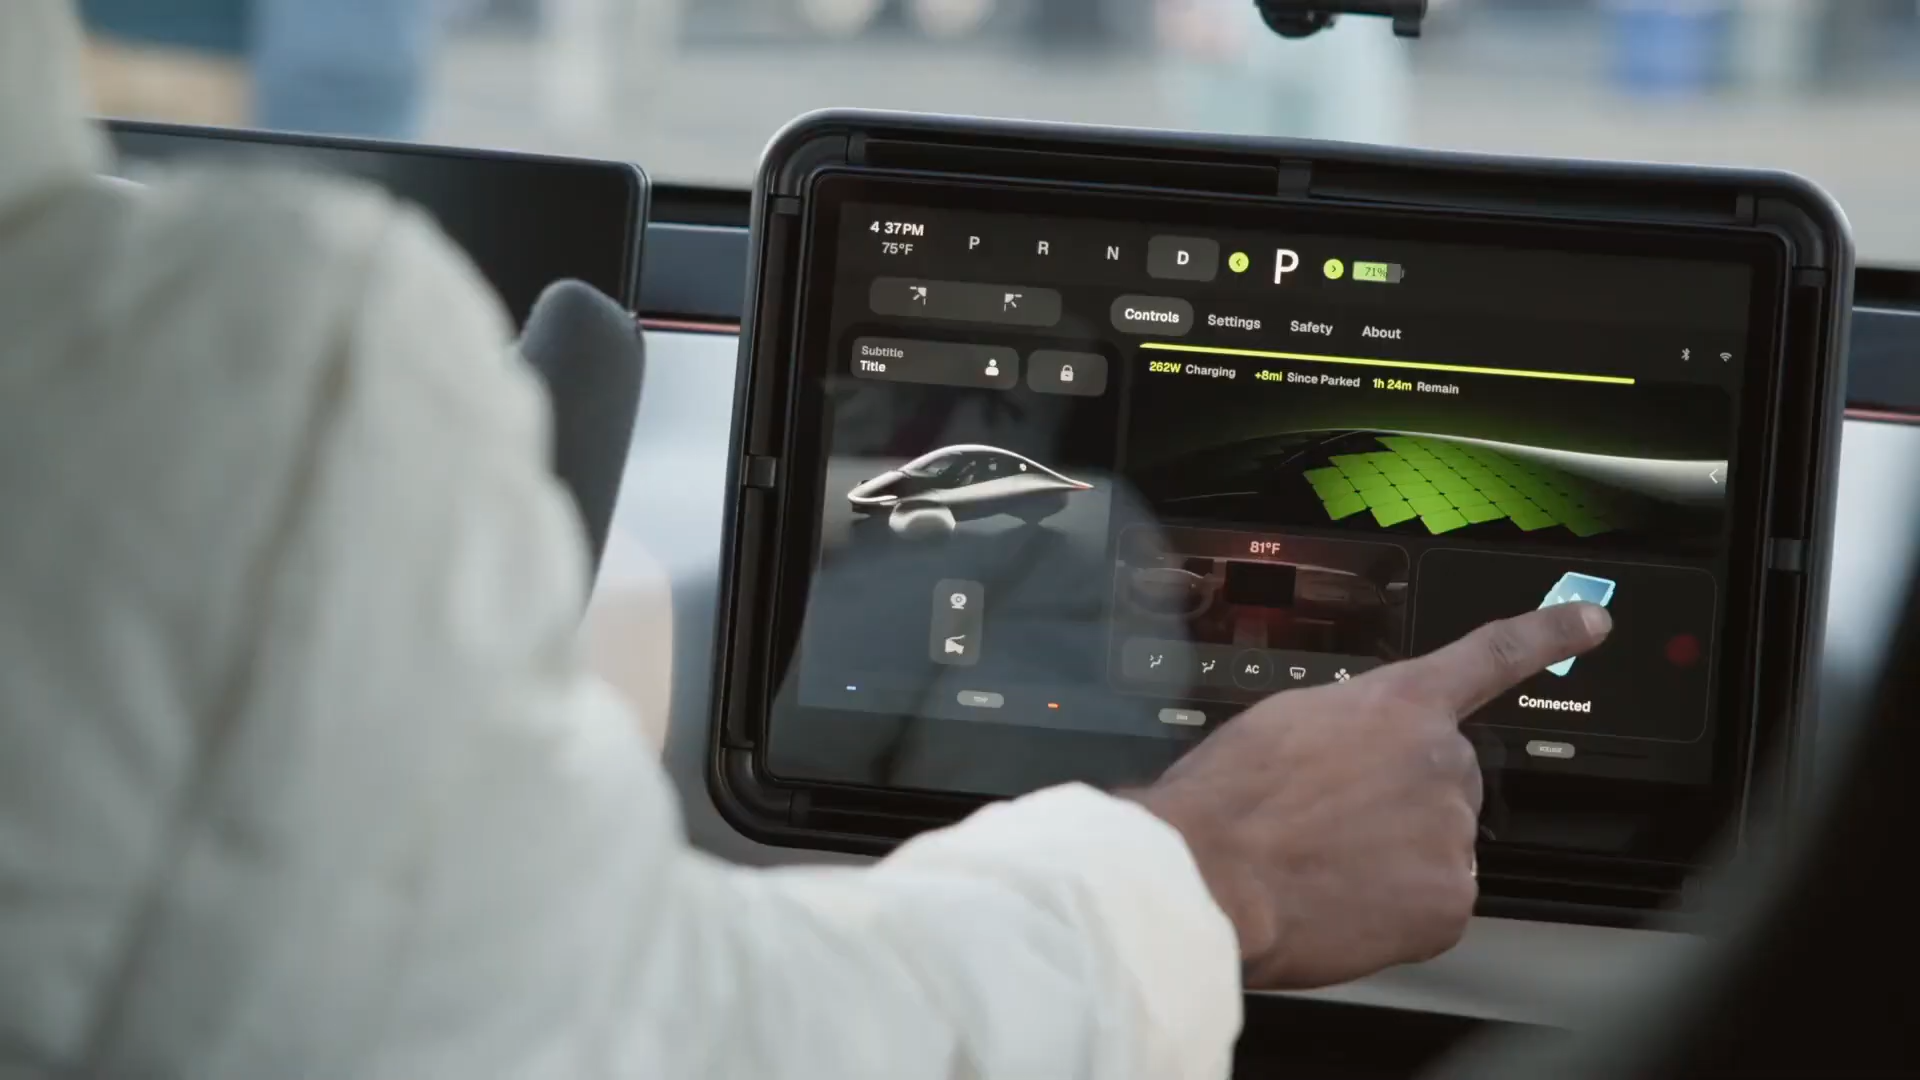 4 37PM
75°F
P R N D P 71%
Controls Settings Safety About
Subtitle
Title
262W Charging +8mi Since Parked 1h 24m Remain
81°F
AC
Connected
VOLUME